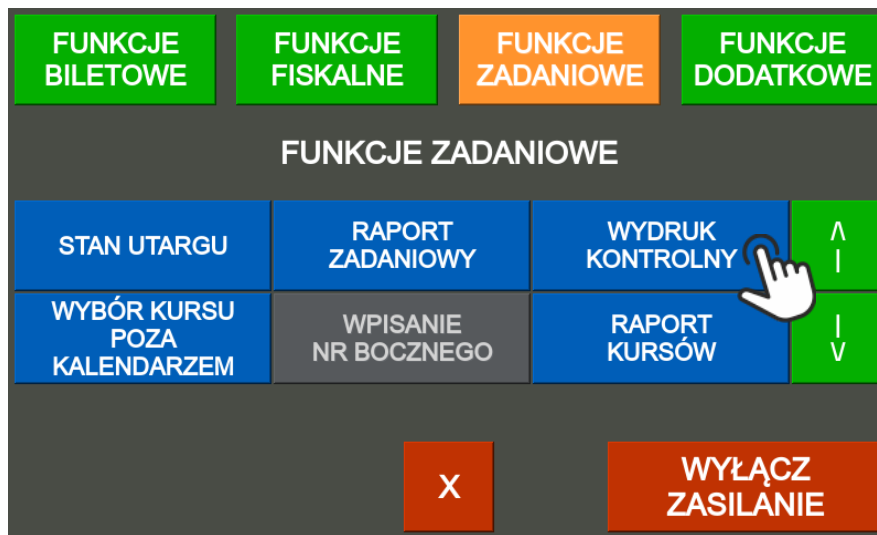 FUNKCJE
BILETOWE
FUNKCJE
FISKALNE
FUNKCJE
ZADANIOWE
FUNKCJE
DODATKOWE
FUNKCJE ZADANIOWE
STAN UTARGU
RAPORT
ZADANIOWY
WYDRUK
KONTROLNY
WYBÓR KURSU
POZA
KALENDARZEM
WPISANIE
NR BOCZNEGO
RAPORT
KURSÓW
X
WYŁĄCZ
ZASILANIE